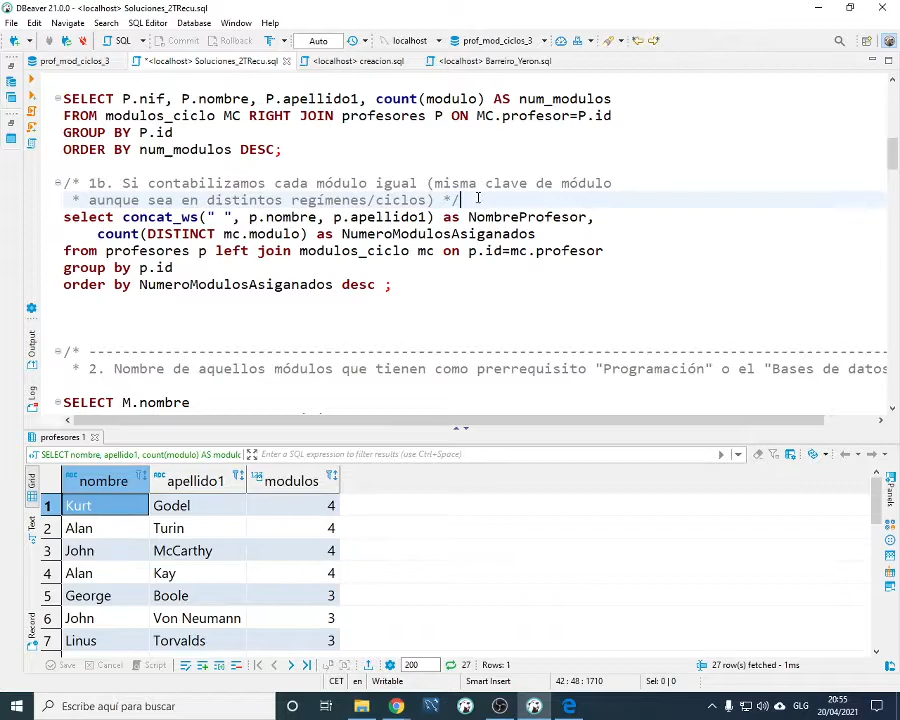 DBeaver 21.0.0 - <localhost> Soluciones_2TRecu.sql
File Edit Navigate Search SQL Editor Database Window Help
SQL Commit Rollback T Auto localhost prof_mod_ciclos_3
prof_mod_ciclos_3 *<localhost> Soluciones_2TRecu.sql <localhost> creacion.sql <localhost> Barreiro_Yeron.sql
SELECT P.nif, P.nombre, P.apellido1, count(modulo) AS num_modulos
FROM modulos_ciclo MC RIGHT JOIN profesores P ON MC.profesor=P.id
GROUP BY P.id
ORDER BY num_modulos DESC;
/* 1b. Si contabilizamos cada módulo igual (misma clave de módulo
* aunque sea en distintos regímenes/ciclos) */
select concat_ws(" ", p.nombre, p.apellido1) as NombreProfesor,
count(DISTINCT mc.modulo) as NumeroModulosAsiganados
from profesores p left join modulos_ciclo mc on p.id=mc.profesor
group by p.id
order by NumeroModulosAsiganados desc ;
Output
/* ------------------------------------------------------------
* 2. Nombre de aquellos módulos que tienen como prerrequisito "Programación" o el "Bases de datos
Log
SELECT M.nombre
profesores 1
SELECT nombre, apellido1, count(modulo) AS modulo Enter a SQL expression to filter results (use Ctrl+Space)
Grid
Text
Record
Panels
nombre apellido1 modulos
1 Kurt Godel 4
2 Alan Turin 4
3 John McCarthy 4
4 Alan Kay 4
5 George Boole 3
6 John Von Neumann 3
7 Linus Torvalds 3
Save Cancel Script 200 27 Rows: 1 27 row(s) fetched - 1ms
CET en Writable Smart Insert 42 : 48 : 1710 Sel: 0 | 0
Escribe aquí para buscar GLG 20:55
20/04/2021